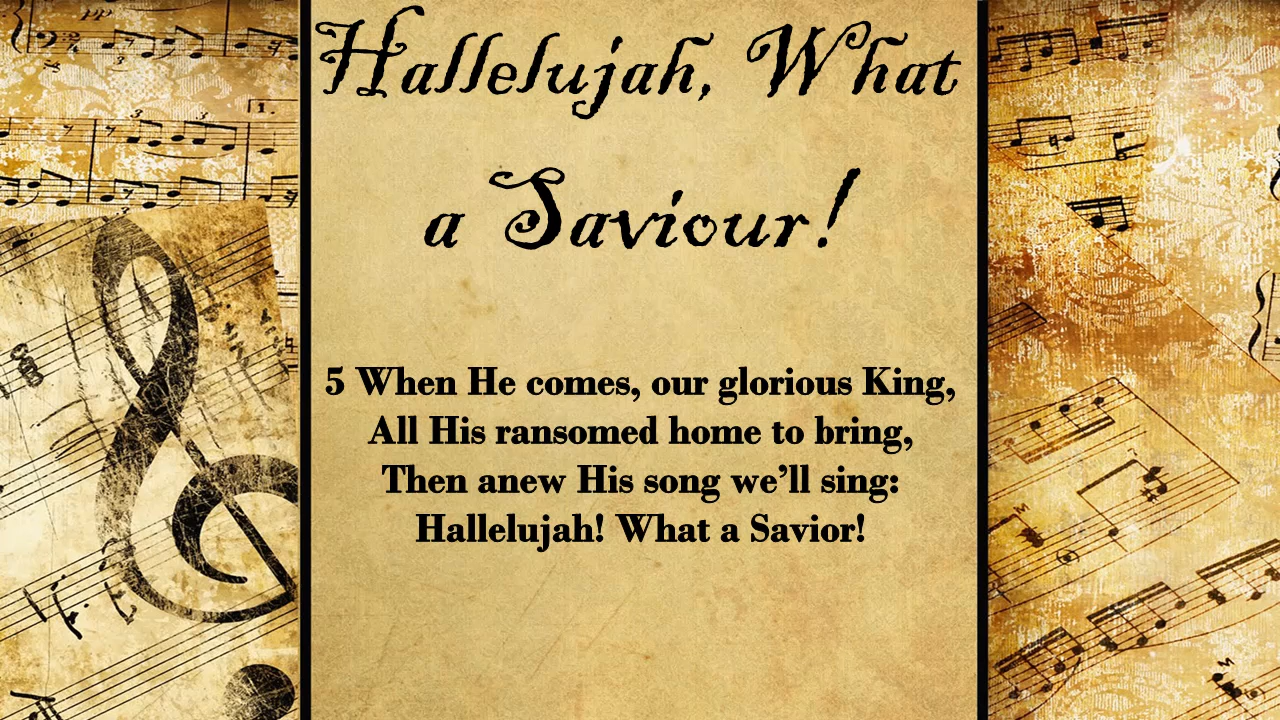 Hallelujah, What
a Saviour!
5 When He comes, our glorious King,
All His ransomed home to bring,
Then anew His song we’ll sing:
Hallelujah! What a Savior!